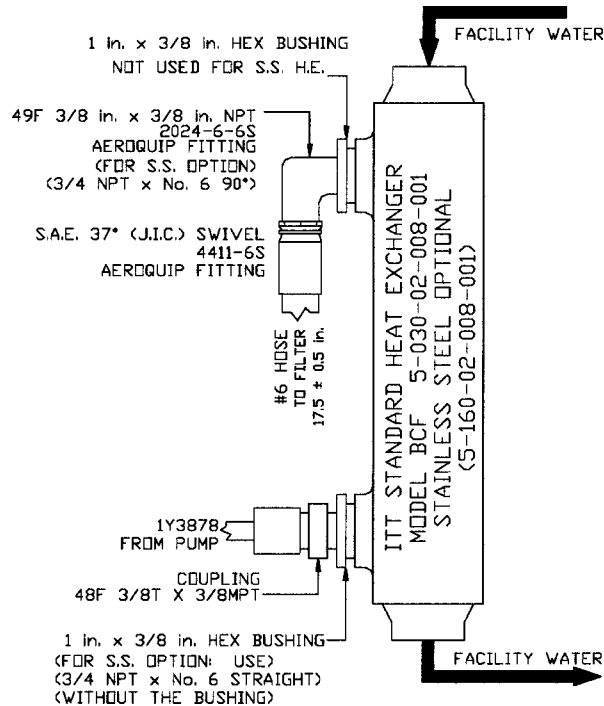 FACILITY WATER
1 in. x 3/8 in. HEX BUSHING
NOT USED FOR S.S. H.E.
49F 3/8 in. x 3/8 in. NPT
2024-6-6S
AEROQUIP FITTING
(FOR S.S. OPTION)
(3/4 NPT x No. 6 90°)
S.A.E. 37° (J.I.C.) SWIVEL
4411-6S
AEROQUIP FITTING
#6 HOSE
TO FILTER
17.5 ± 0.5 in.
ITT STANDARD HEAT EXCHANGER
MODEL BCF 5-030-02-008-001
STAINLESS STEEL OPTIONAL
(5-160-02-008-001)
1Y3878
FROM PUMP
COUPLING
48F 3/8T X 3/8MPT
1 in. x 3/8 in. HEX BUSHING
(FOR S.S. OPTION: USE)
(3/4 NPT x No. 6 STRAIGHT)
(WITHOUT THE BUSHING)
FACILITY WATER